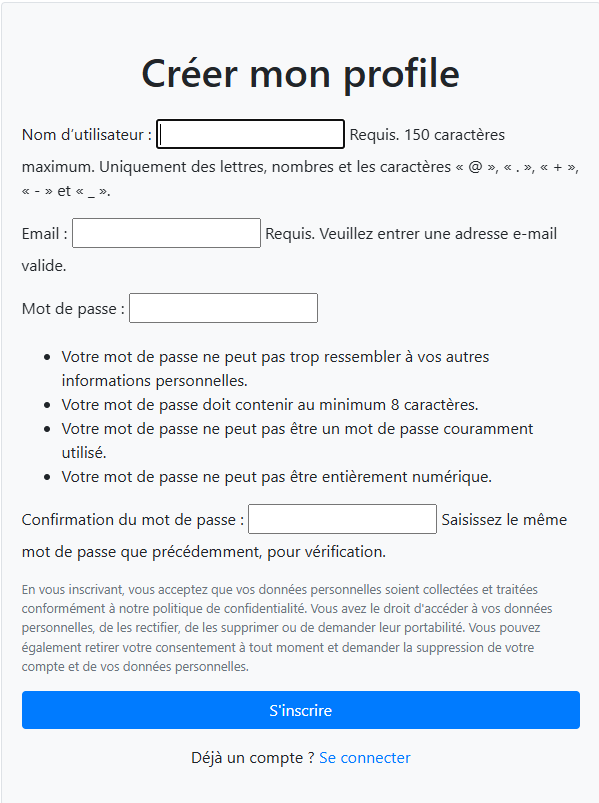 Créer mon profile
Nom d’utilisateur : Requis. 150 caractères
maximum. Uniquement des lettres, nombres et les caractères « @ », « . », « + »,
« - » et « _ ».
Email : Requis. Veuillez entrer une adresse e-mail
valide.
Mot de passe :
• Votre mot de passe ne peut pas trop ressembler à vos autres
informations personnelles.
• Votre mot de passe doit contenir au minimum 8 caractères.
• Votre mot de passe ne peut pas être un mot de passe couramment
utilisé.
• Votre mot de passe ne peut pas être entièrement numérique.
Confirmation du mot de passe : Saisissez le même
mot de passe que précédemment, pour vérification.
En vous inscrivant, vous acceptez que vos données personnelles soient collectées et traitées
conformément à notre politique de confidentialité. Vous avez le droit d'accéder à vos données
personnelles, de les rectifier, de les supprimer ou de demander leur portabilité. Vous pouvez
également retirer votre consentement à tout moment et demander la suppression de votre
compte et de vos données personnelles.
S'inscrire
Déjà un compte ? Se connecter